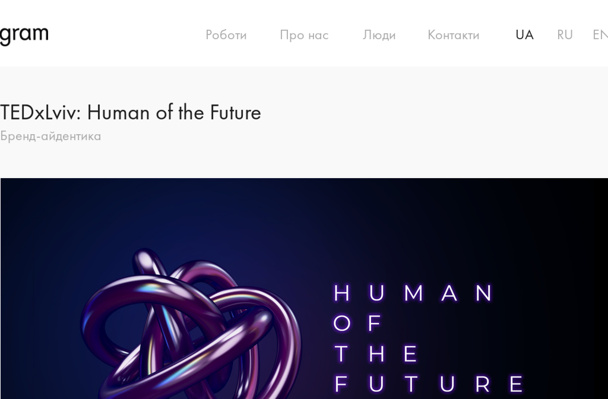 gram
Роботи Про нас Люди Контакти UA RU EN
TEDxLviv: Human of the Future
Бренд-айдентика
HUMAN
OF
THE
FUTURE